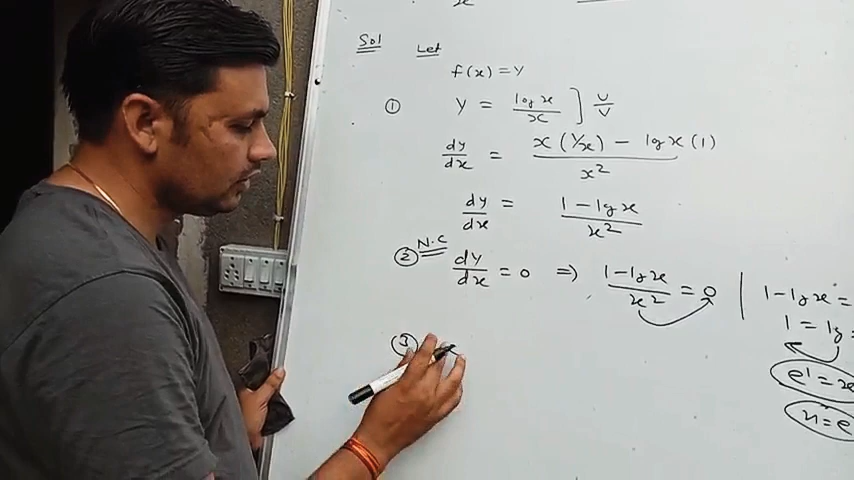 Sol Let
f(x) = y
① y = log x / x ] U/V
dy/dx = x(1/x) - log x (1) / x²
dy/dx = 1 - log x / x²
② N.C dy/dx = 0 ⇒ 1 - log x / x² = 0 | 1 - log x =
1 = log
e¹ = x
x = e
③